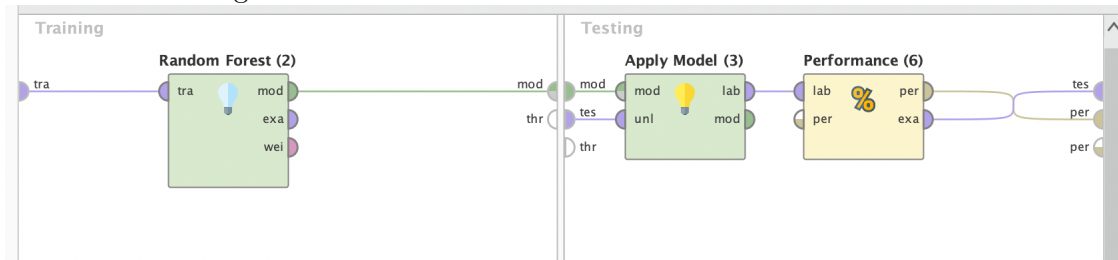 Training
Testing
Random Forest (2)
Apply Model (3)
Performance (6)
tra
tra
mod
exa
wei
mod
thr
mod
tes
thr
mod
unl
lab
mod
lab
per
%
per
exa
tes
per
per